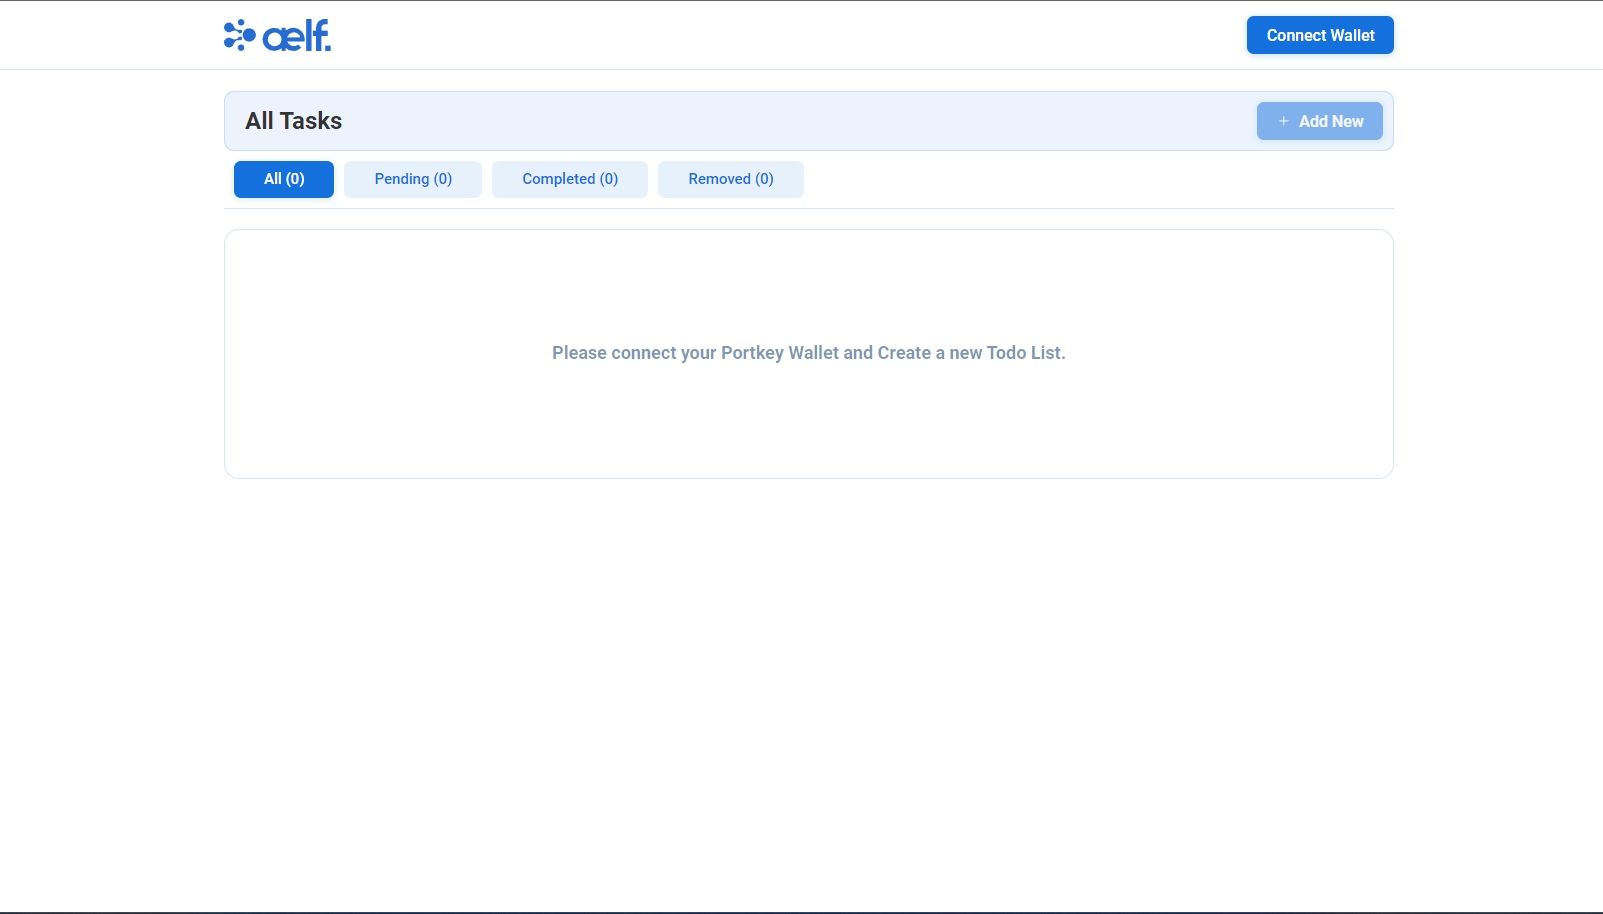 aelf.
Connect Wallet
All Tasks
+ Add New
All (0)
Pending (0)
Completed (0)
Removed (0)
Please connect your Portkey Wallet and Create a new Todo List.